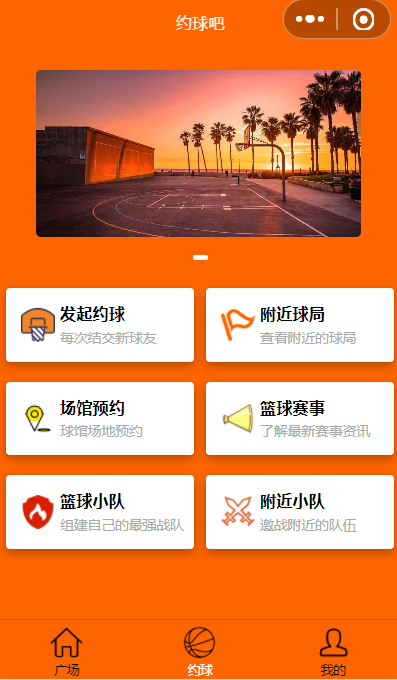 约球吧
发起约球
每次结交新球友
附近球局
查看附近的球局
场馆预约
球馆场地预约
篮球赛事
了解最新赛事资讯
篮球小队
组建自己的最强战队
附近小队
邀战附近的队伍
广场
约球
我的